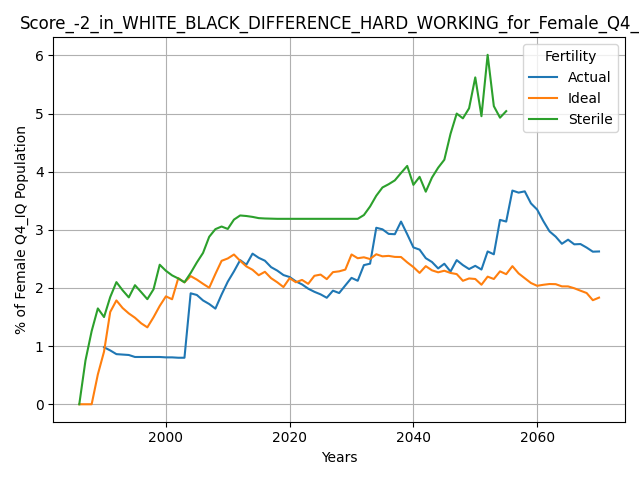 Score_-2_in_WHITE_BLACK_DIFFERENCE_HARD_WORKING_for_Female_Q4_
Fertility
Actual
Ideal
Sterile
% of Female Q4_IQ Population
6
5
4
3
2
1
0
2000 2020 2040 2060
Years